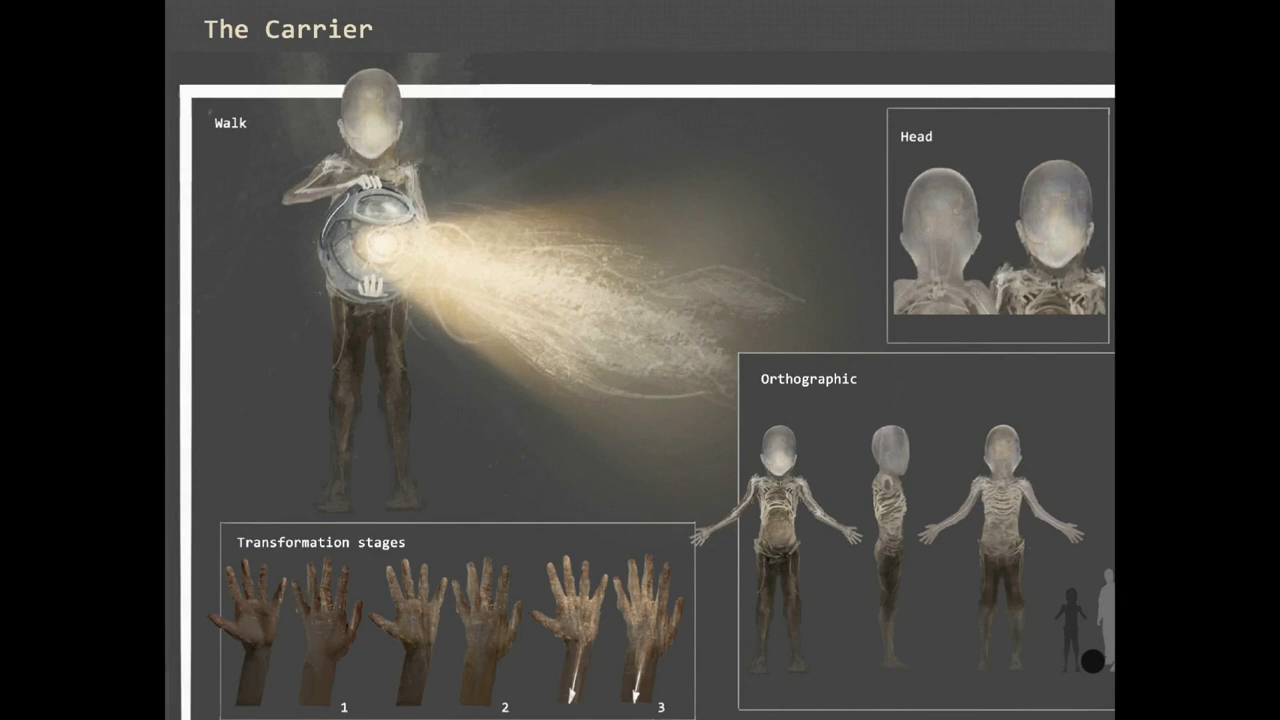 The Carrier
Walk
Head
Orthographic
Transformation stages
1
2
3